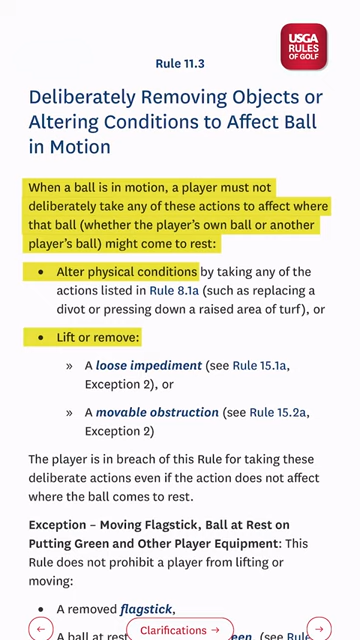 USGA
RULES
OF GOLF
Rule 11.3
Deliberately Removing Objects or
Altering Conditions to Affect Ball
in Motion
When a ball is in motion, a player must not
deliberately take any of these actions to affect where
that ball (whether the player's own ball or another
player's ball) might come to rest:
• Alter physical conditions by taking any of the
actions listed in Rule 8.1a (such as replacing a
divot or pressing down a raised area of turf), or
• Lift or remove:
» A loose impediment (see Rule 15.1a,
Exception 2), or
» A movable obstruction (see Rule 15.2a,
Exception 2)
The player is in breach of this Rule for taking these
deliberate actions even if the action does not affect
where the ball comes to rest.
Exception – Moving Flagstick, Ball at Rest on
Putting Green and Other Player Equipment: This
Rule does not prohibit a player from lifting or
moving:
• A removed flagstick,
← Clarifications → →
• A ball at rest (see